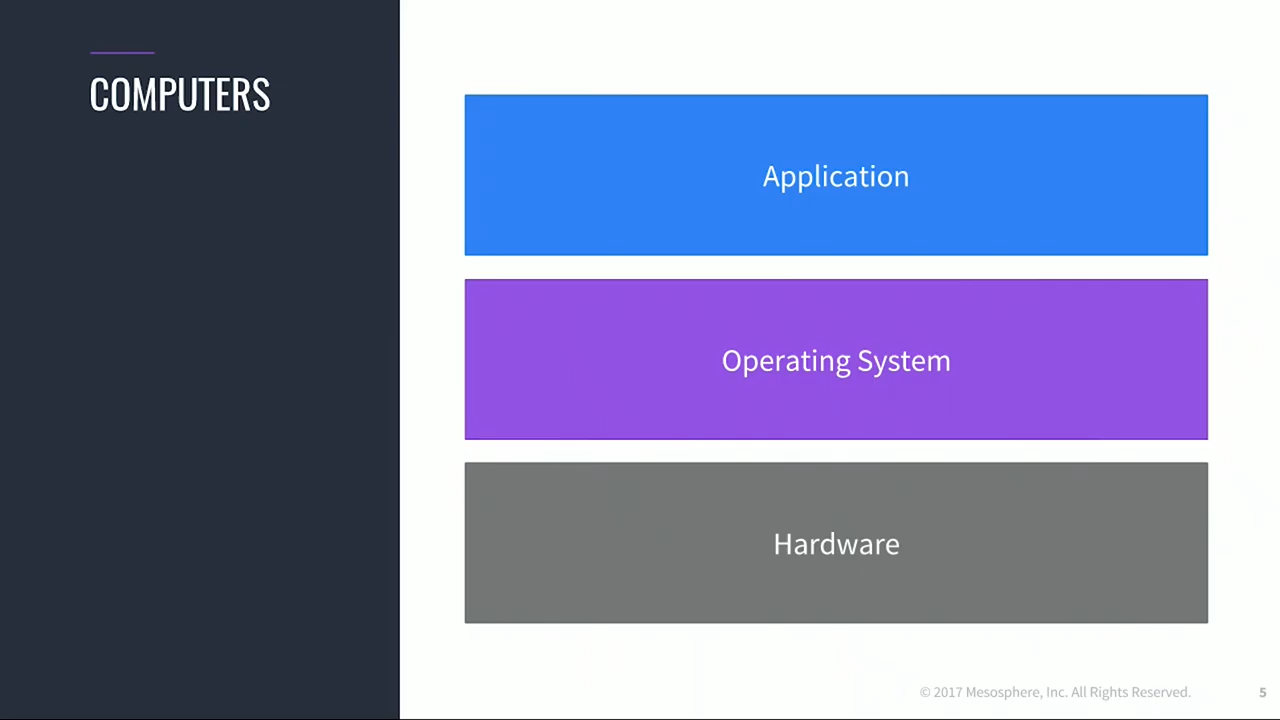 COMPUTERS
Application
Operating System
Hardware
© 2017 Mesosphere, Inc. All Rights Reserved.
5